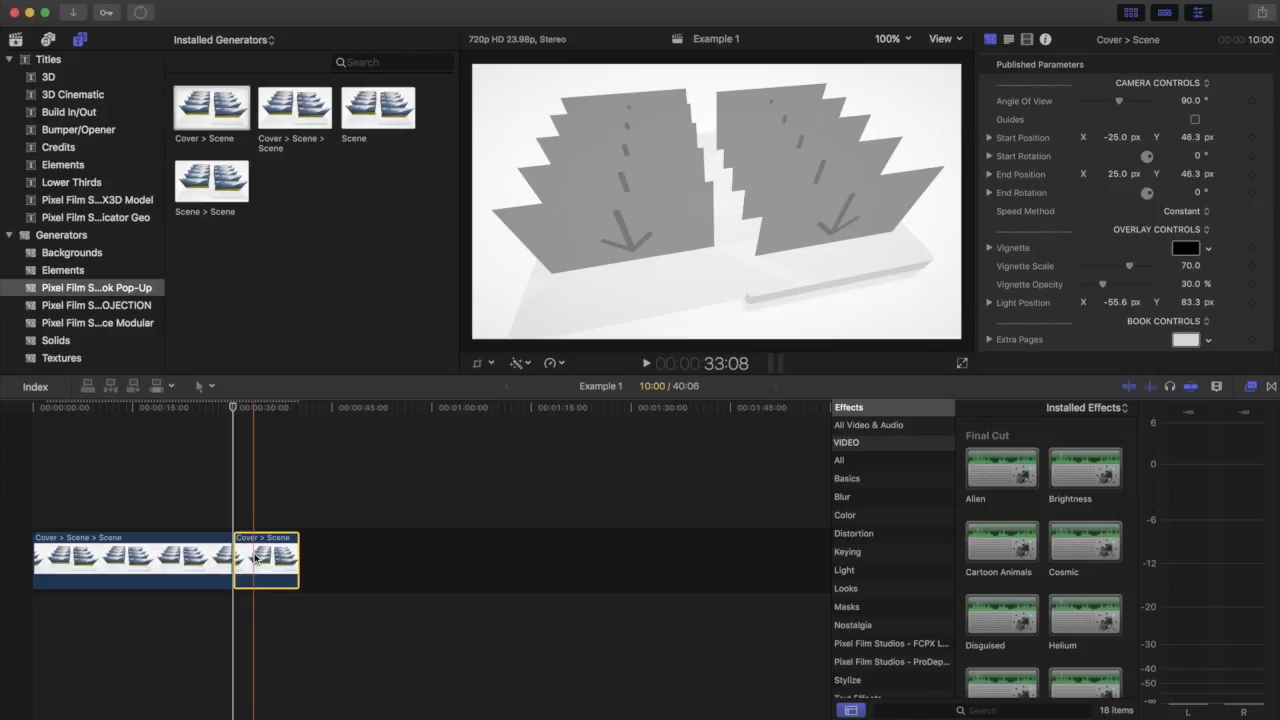 Installed Generators
720p HD 23.98p, Stereo
Example 1
100%
View
Cover > Scene
00:00:10:00
Search
Titles
3D
3D Cinematic
Build In/Out
Bumper/Opener
Credits
Elements
Lower Thirds
Pixel Film S...X3D Model
Pixel Film S...icator Geo
Generators
Backgrounds
Elements
Pixel Film S...ok Pop-Up
Pixel Film S...OJECTION
Pixel Film S...ce Modular
Solids
Textures
Cover > Scene
Cover > Scene >
Scene
Scene
Scene > Scene
Published Parameters
CAMERA CONTROLS
Angle Of View 90.0 °
Guides
Start Position X -25.0 px Y 46.3 px
Start Rotation 0 °
End Position X 25.0 px Y 46.3 px
End Rotation 0 °
Speed Method Constant
OVERLAY CONTROLS
Vignette
Vignette Scale 70.0
Vignette Opacity 30.0 %
Light Position X -55.6 px Y 83.3 px
BOOK CONTROLS
Extra Pages
00:00:33:08
Index
Example 1
10:00 / 40:06
00:00:00:00
00:00:15:00
00:00:30:00
00:00:45:00
00:01:00:00
00:01:15:00
00:01:30:00
00:01:45:00
Cover > Scene > Scene
Cover > Scene
Effects
All Video & Audio
VIDEO
All
Basics
Blur
Color
Distortion
Keying
Light
Looks
Masks
Nostalgia
Pixel Film Studios - FCPX L...
Pixel Film Studios - ProDep...
Stylize
Text Effects
Installed Effects
Final Cut
Alien
Brightness
Cartoon Animals
Cosmic
Disguised
Helium
Search
18 items
-∞
-∞
6
0
-6
-12
-20
-30
-40
-50
-∞
L
R